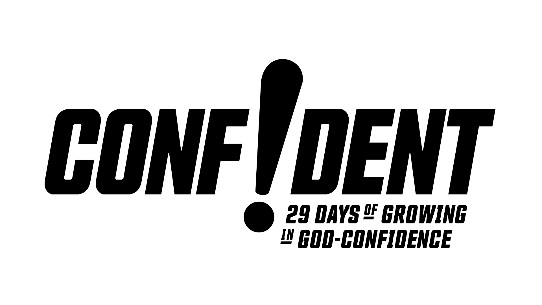 CONF!DENT
29 DAYS OF GROWING
IN GOD-CONFIDENCE